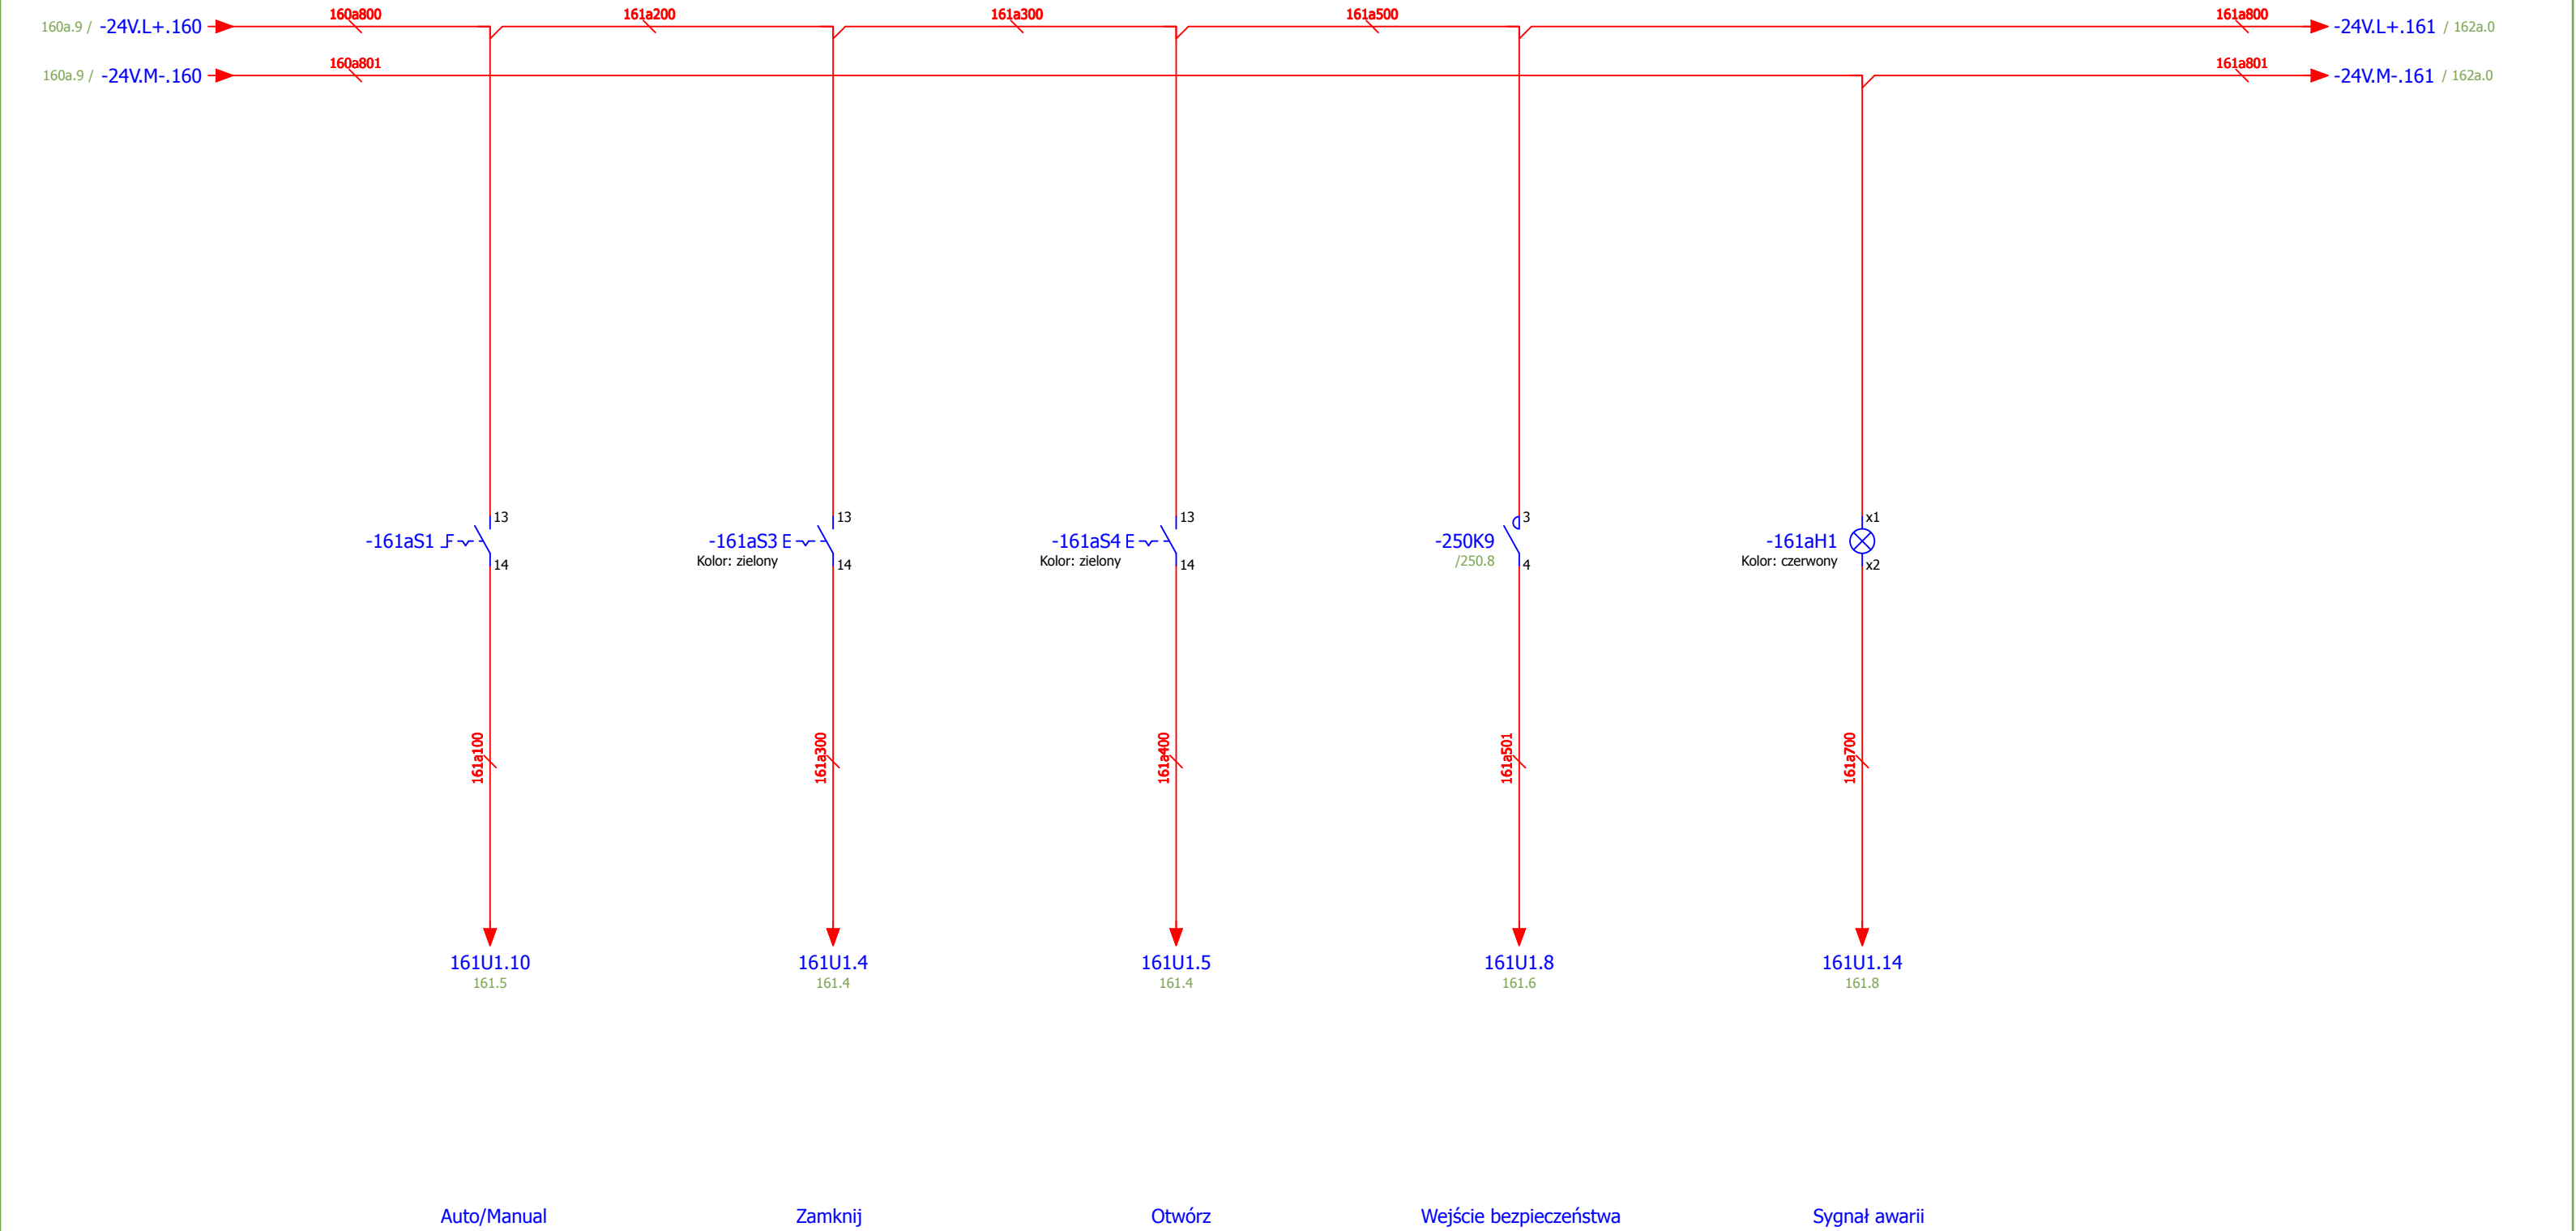 160a800 161a200 161a300 161a500 161a800
160a.9 / -24V.L+.160 -24V.L+.161 / 162a.0
160a801 161a801
160a.9 / -24V.M-.160 -24V.M-.161 / 162a.0
13 13 13 3 x1
-161aS1 -161aS3 E -161aS4 E -250K9 -161aH1
Kolor: zielony Kolor: zielony /250.8 Kolor: czerwony
14 14 14 4 x2
161a100 161a300 161a400 161a501 161a700
161U1.10 161U1.4 161U1.5 161U1.8 161U1.14
161.5 161.4 161.4 161.6 161.8
Auto/Manual Zamknij Otwórz Wejście bezpieczeństwa Sygnał awarii